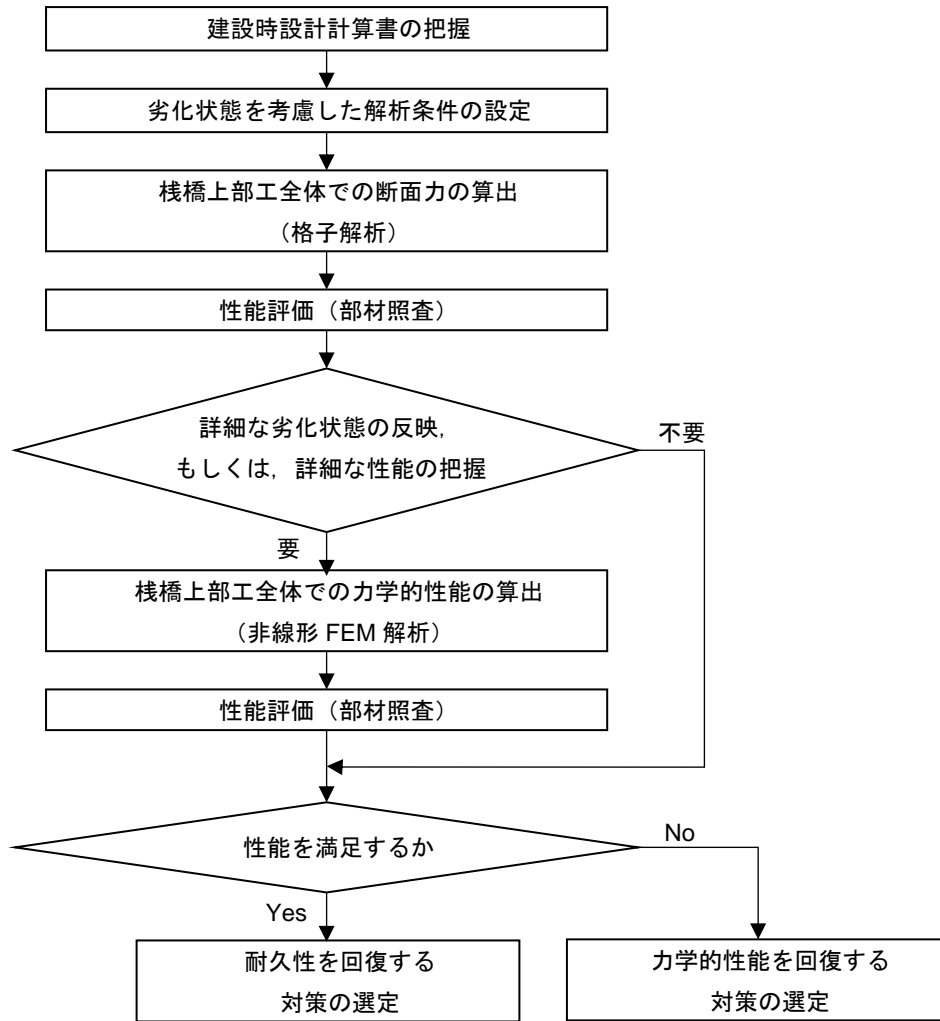 建設時設計計算書の把握
劣化状態を考慮した解析条件の設定
桟橋上部工全体での断面力の算出
（格子解析）
性能評価（部材照査）
詳細な劣化状態の反映，
もしくは，詳細な性能の把握
不要
要
桟橋上部工全体での力学的性能の算出
（非線形 FEM 解析）
性能評価（部材照査）
性能を満足するか
No
Yes
耐久性を回復する
対策の選定
力学的性能を回復する
対策の選定